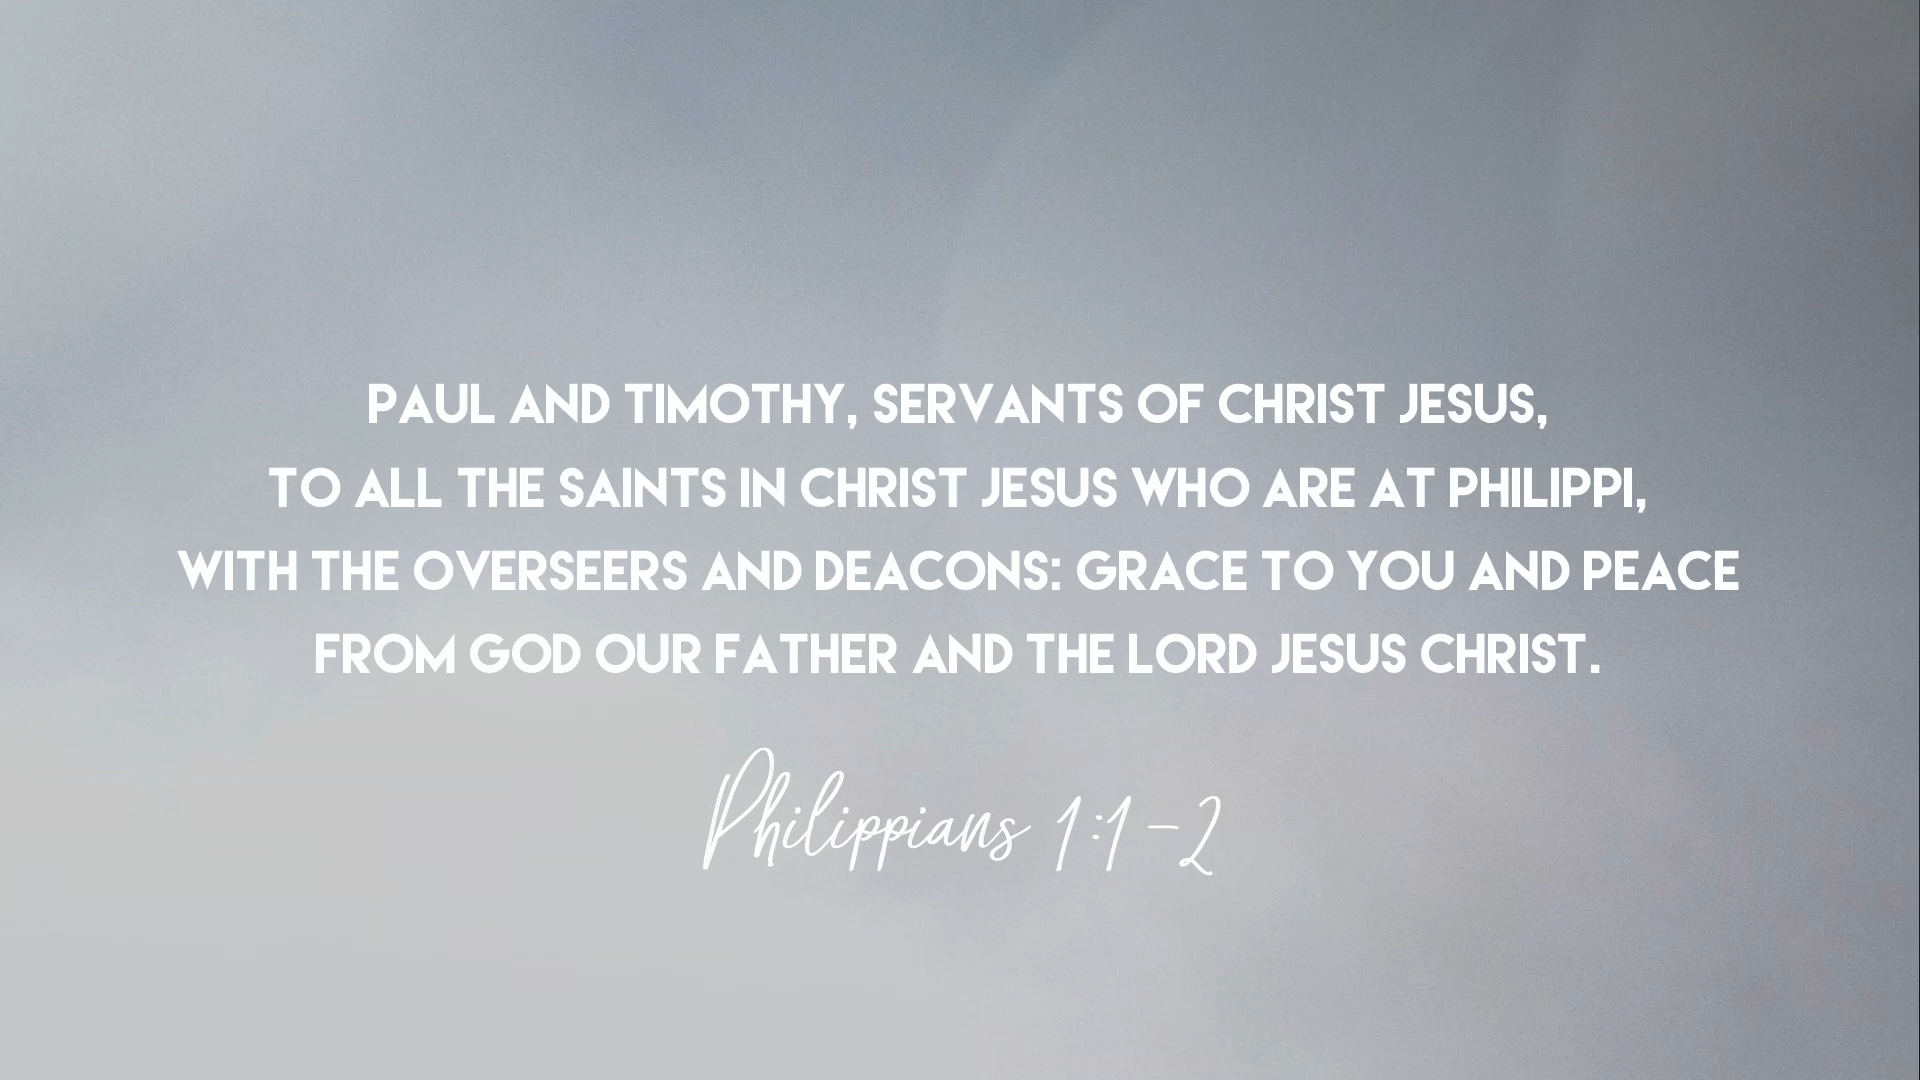 PAUL AND TIMOTHY, SERVANTS OF CHRIST JESUS,
TO ALL THE SAINTS IN CHRIST JESUS WHO ARE AT PHILIPPI,
WITH THE OVERSEERS AND DEACONS: GRACE TO YOU AND PEACE
FROM GOD OUR FATHER AND THE LORD JESUS CHRIST.
Philippians 1:1-2